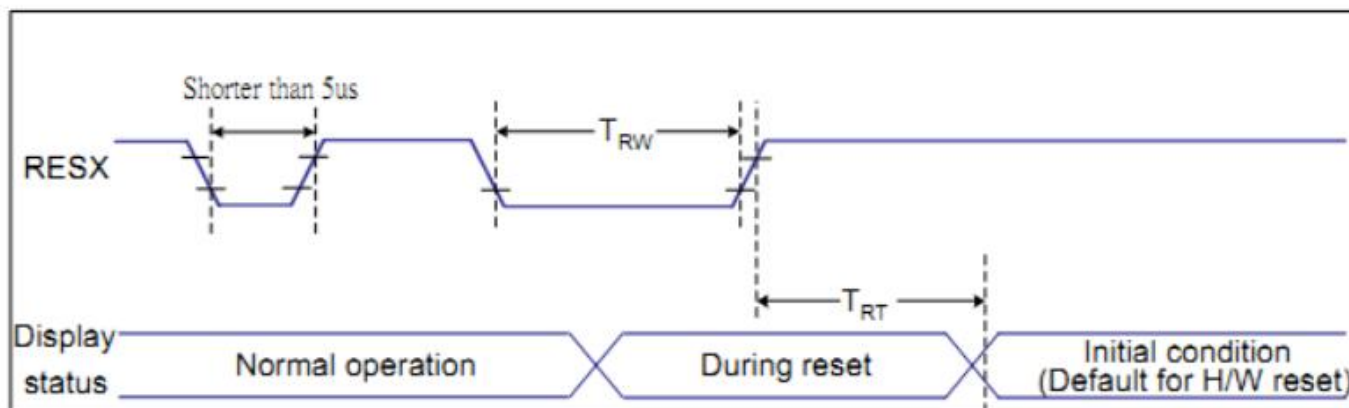 Shorter than 5us
RESX
TRW
TRT
Display
status
Normal operation
During reset
Initial condition
(Default for H/W reset)